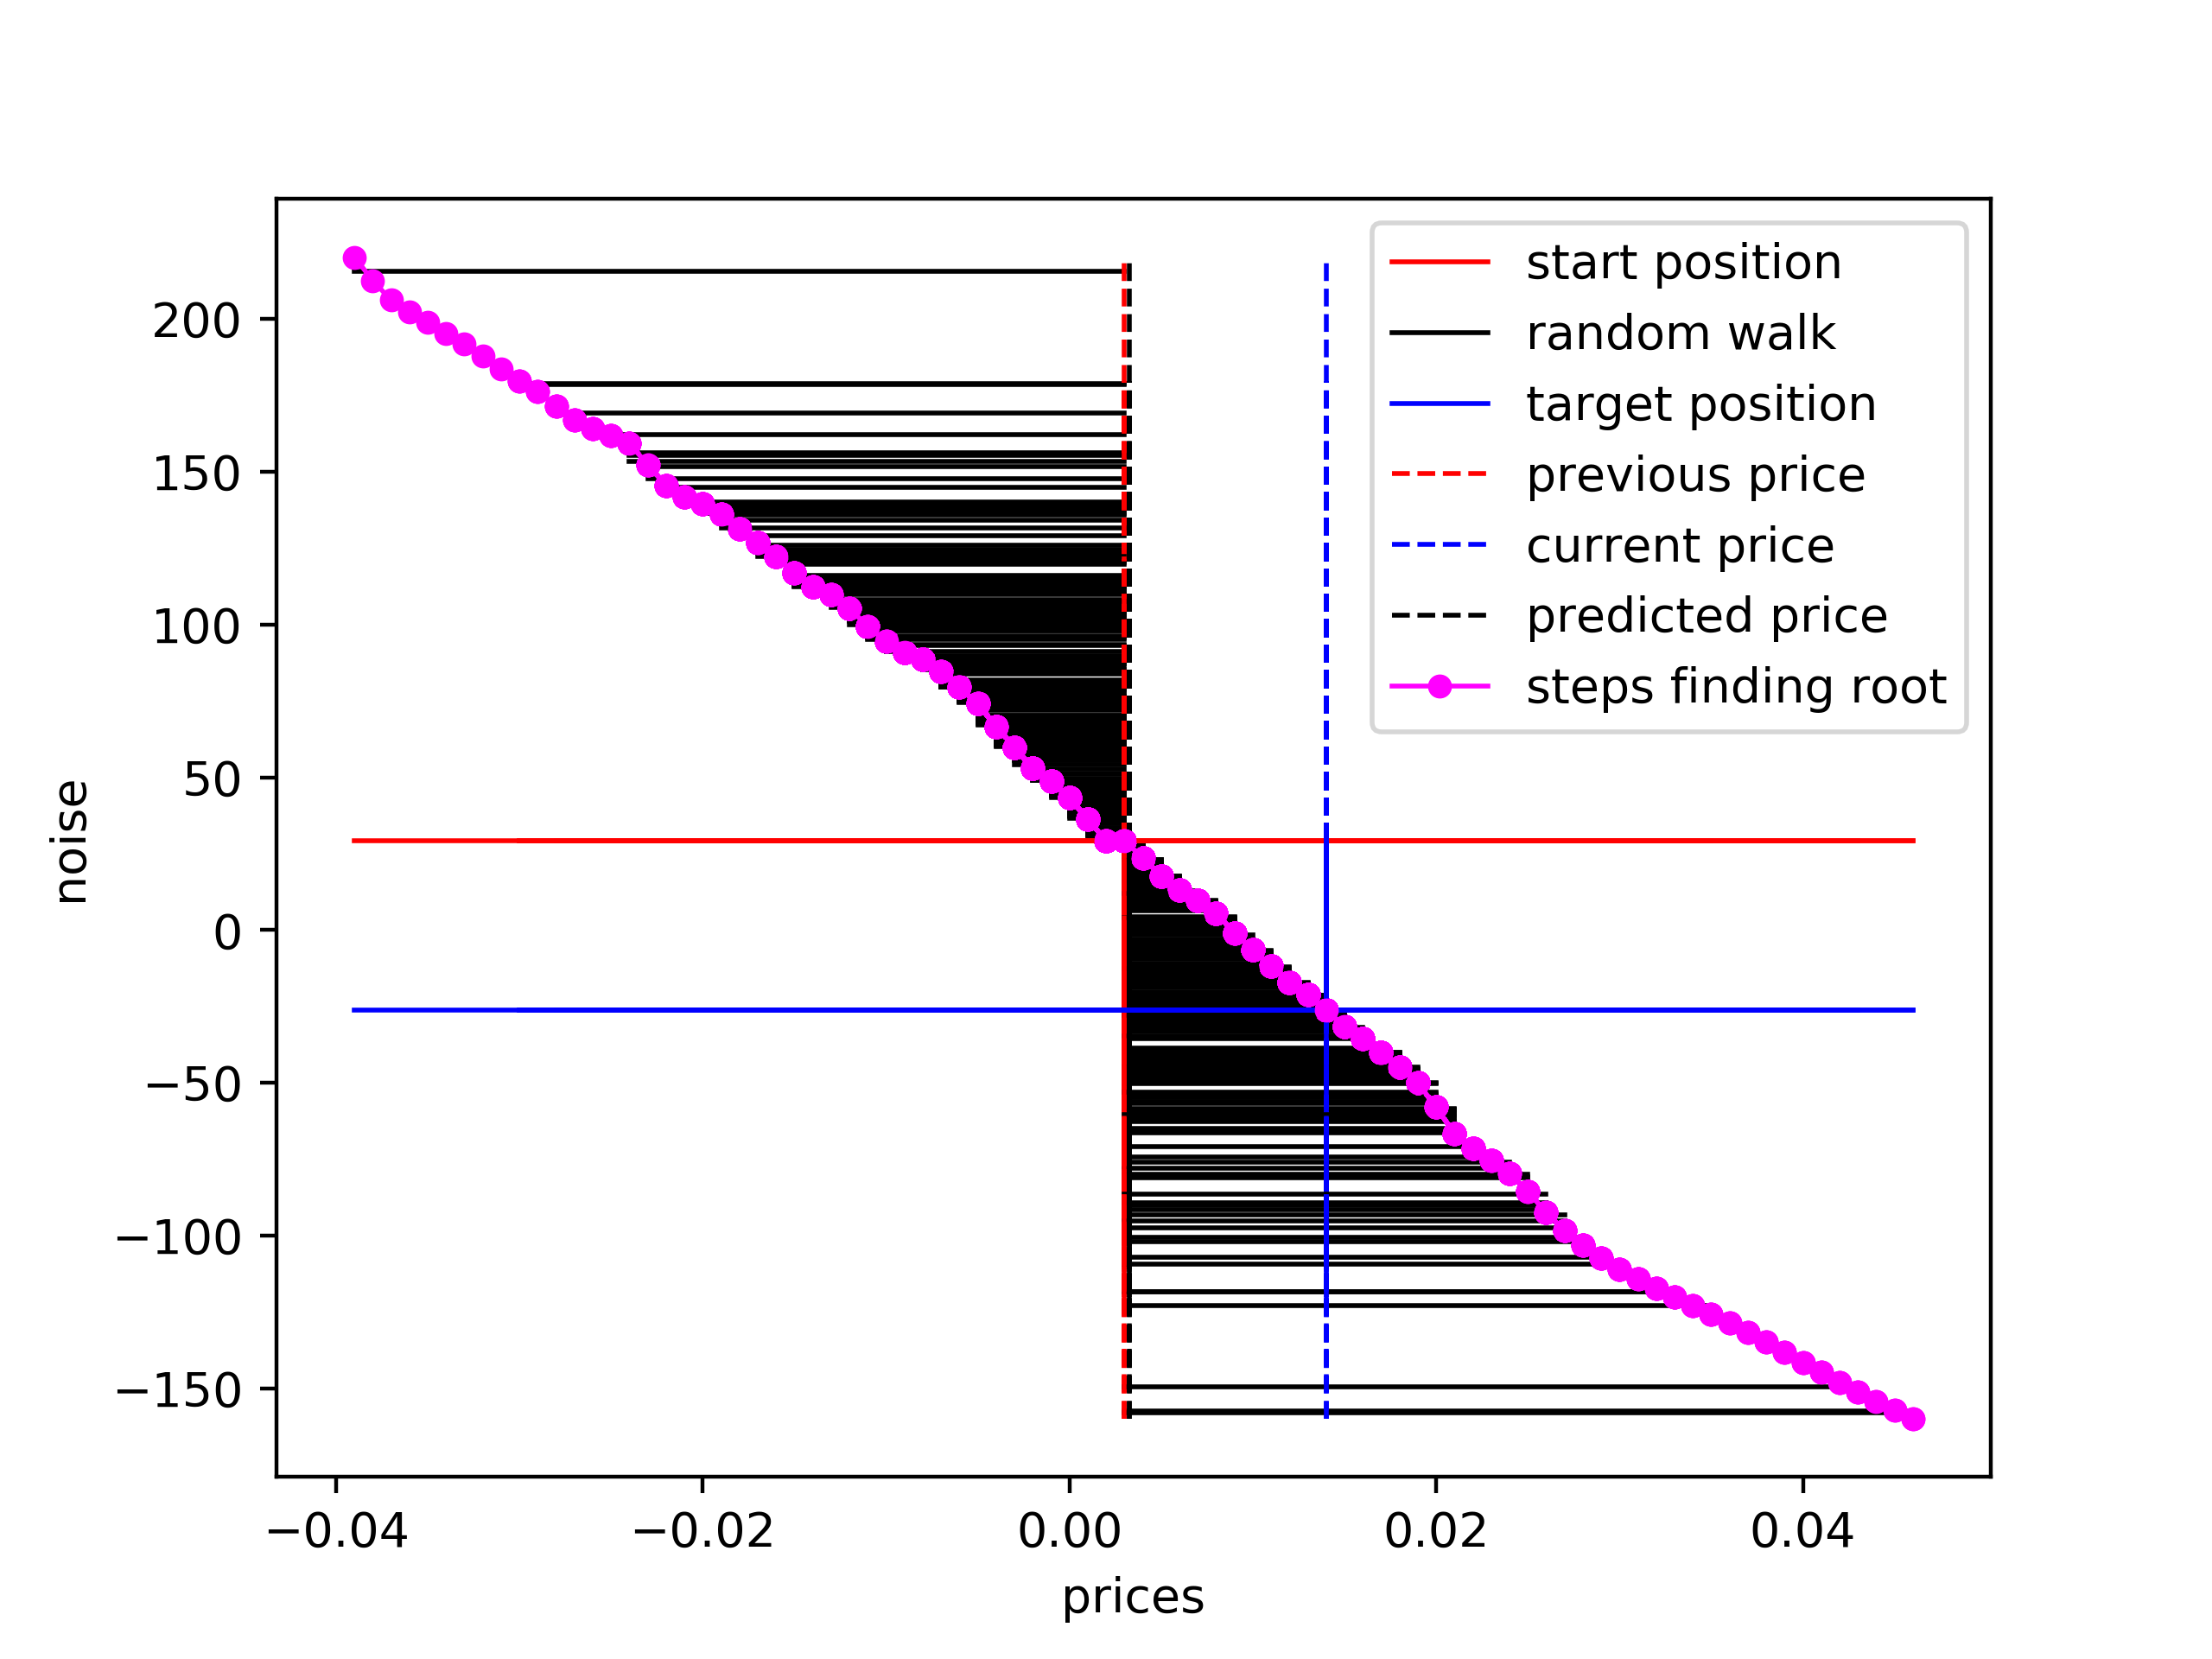 start position
random walk
target position
previous price
current price
predicted price
steps finding root
200
150
100
50
0
−50
−100
−150
noise
−0.04
−0.02
0.00
0.02
0.04
prices